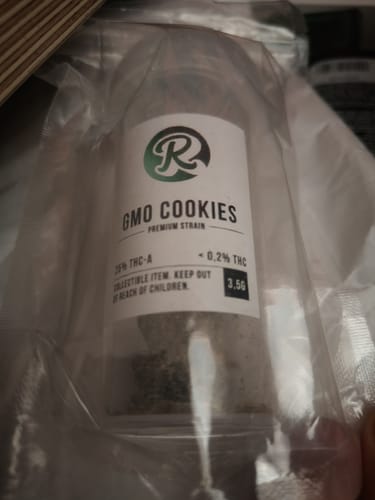 R
GMO COOKIES
PREMIUM STRAIN
25% THC-A
< 0,2% THC
COLLECTIBLE ITEM. KEEP OUT
OF REACH OF CHILDREN.
3.5G